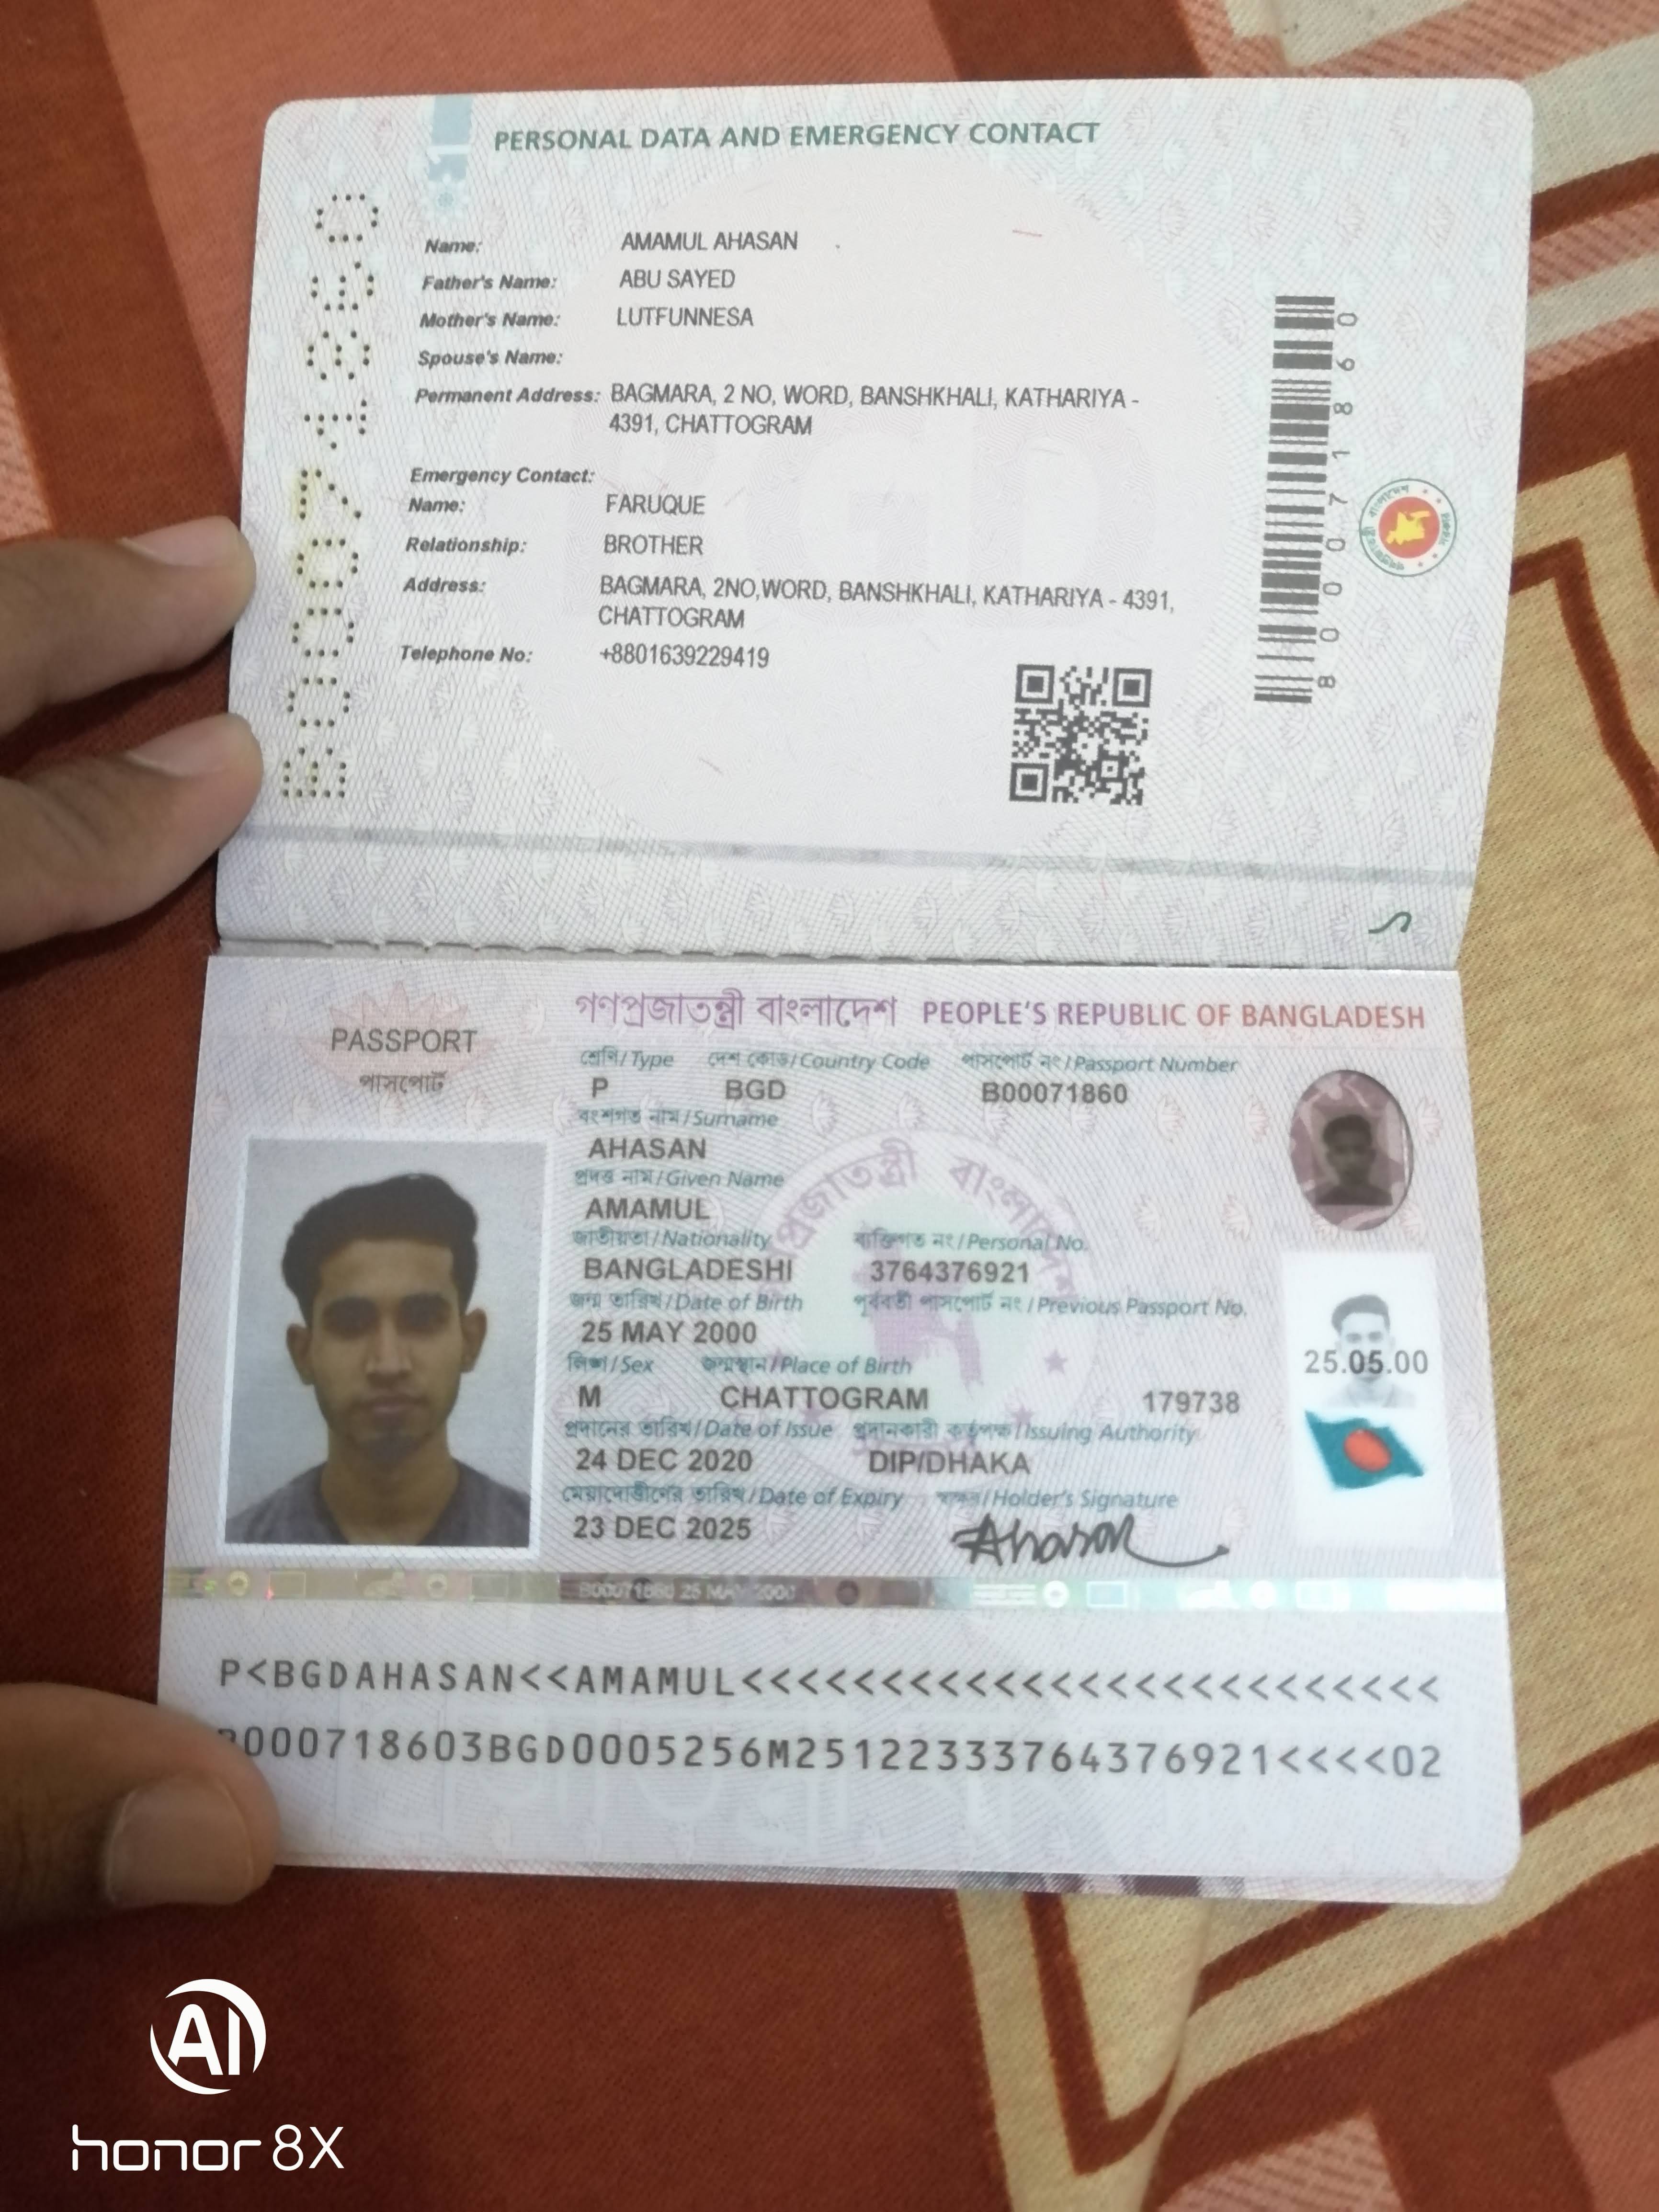 PERSONAL DATA AND EMERGENCY CONTACT
Name: AMAMUL AHASAN
Father's Name: ABU SAYED
Mother's Name: LUTFUNNESA
Spouse's Name:
Permanent Address: BAGMARA, 2 NO, WORD, BANSHKHALI, KATHARIYA -
4391, CHATTOGRAM
Emergency Contact:
Name: FARUQUE
Relationship: BROTHER
Address: BAGMARA, 2NO,WORD, BANSHKHALI, KATHARIYA - 4391,
CHATTOGRAM
Telephone No: +8801639229419
B00071860
800071860
২
PASSPORT
পাসপোর্ট
গণপ্রজাতন্ত্রী বাংলাদেশ PEOPLE'S REPUBLIC OF BANGLADESH
শ্রেণি/Type দেশ কোড/Country Code পাসপোর্ট নং/Passport Number
P BGD B00071860
বংশগত নাম/Surname
AHASAN
প্রদত্ত নাম/Given Name
AMAMUL
জাতীয়তা/Nationality ব্যক্তিগত নং/Personal No.
BANGLADESHI 3764376921
জন্ম তারিখ/Date of Birth পূর্ববর্তী পাসপোর্ট নং/Previous Passport No.
25 MAY 2000
লিঙ্গ/Sex জন্মস্থান/Place of Birth
M CHATTOGRAM 179738
25.05.00
প্রদানের তারিখ/Date of Issue প্রদানকারী কর্তৃপক্ষ/Issuing Authority
24 DEC 2020 DIP/DHAKA
মেয়াদোত্তীর্ণের তারিখ/Date of Expiry স্বাক্ষর/Holder's Signature
23 DEC 2025 Ahasan
B00071860 25 MAY 2000
P<BGDAHASAN<<AMAMUL<<<<<<<<<<<<<<<<<<<<<<<<<
B000718603BGD0005256M25122333764376921<<<<02
AI
honor 8X